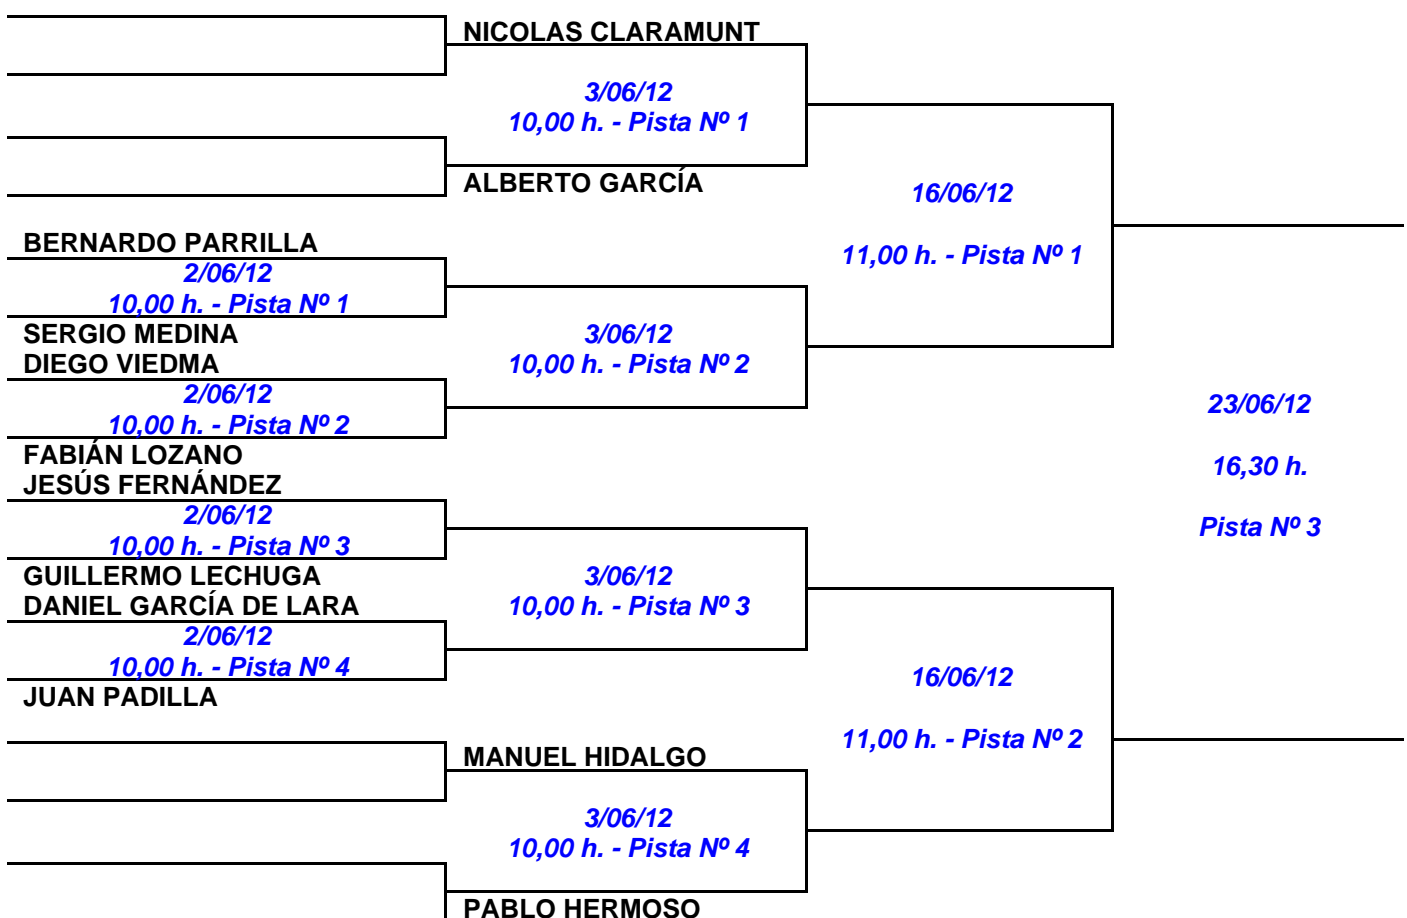 NICOLAS CLARAMUNT
3/06/12
10,00 h. - Pista Nº 1
ALBERTO GARCÍA
16/06/12
11,00 h. - Pista Nº 1
BERNARDO PARRILLA
2/06/12
10,00 h. - Pista Nº 1
SERGIO MEDINA
3/06/12
10,00 h. - Pista Nº 2
DIEGO VIEDMA
2/06/12
10,00 h. - Pista Nº 2
FABIÁN LOZANO
23/06/12
16,30 h.
Pista Nº 3
JESÚS FERNÁNDEZ
2/06/12
10,00 h. - Pista Nº 3
GUILLERMO LECHUGA
3/06/12
10,00 h. - Pista Nº 3
DANIEL GARCÍA DE LARA
2/06/12
10,00 h. - Pista Nº 4
JUAN PADILLA
16/06/12
11,00 h. - Pista Nº 2
MANUEL HIDALGO
3/06/12
10,00 h. - Pista Nº 4
PABLO HERMOSO